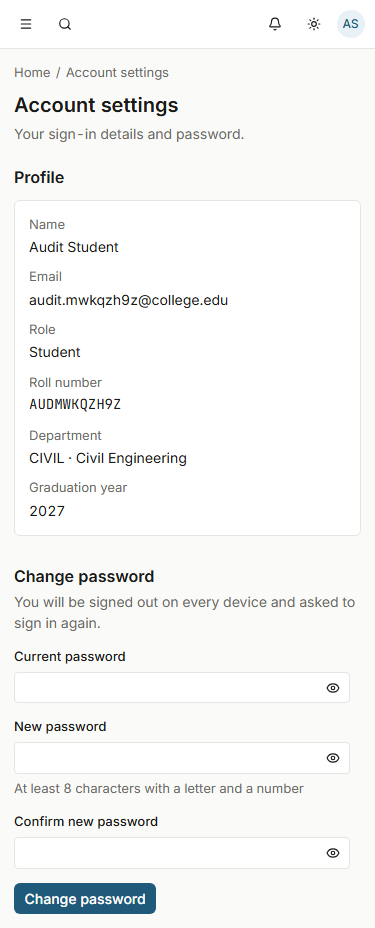 AS
Home / Account settings
Account settings
Your sign-in details and password.
Profile
Name
Audit Student
Email
audit.mwkqzh9z@college.edu
Role
Student
Roll number
AUDMWKQZH9Z
Department
CIVIL · Civil Engineering
Graduation year
2027
Change password
You will be signed out on every device and asked to
sign in again.
Current password
New password
At least 8 characters with a letter and a number
Confirm new password
Change password